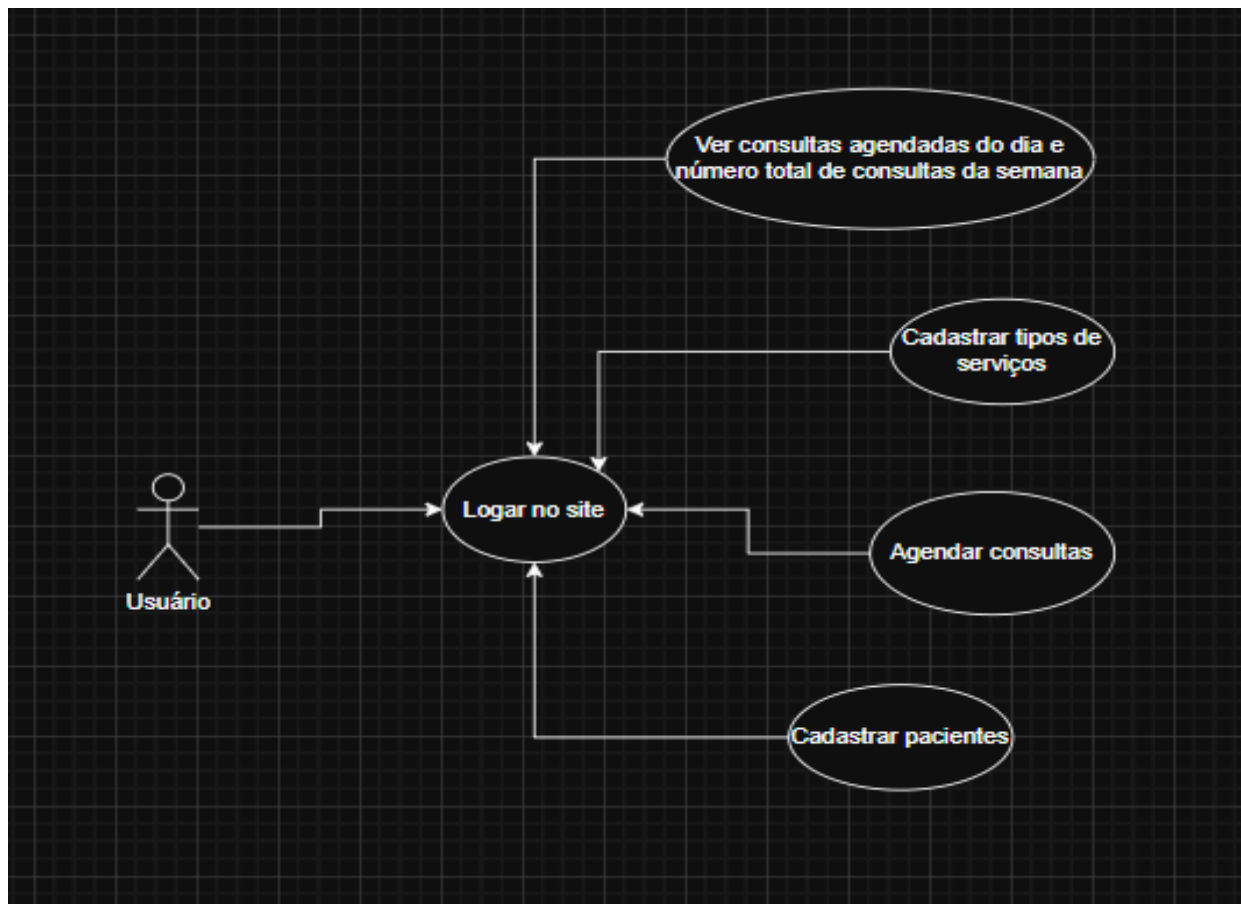 Ver consultas agendadas do dia e
número total de consultas da semana
Cadastrar tipos de
serviços
Logar no site
Agendar consultas
Usuário
Cadastrar pacientes